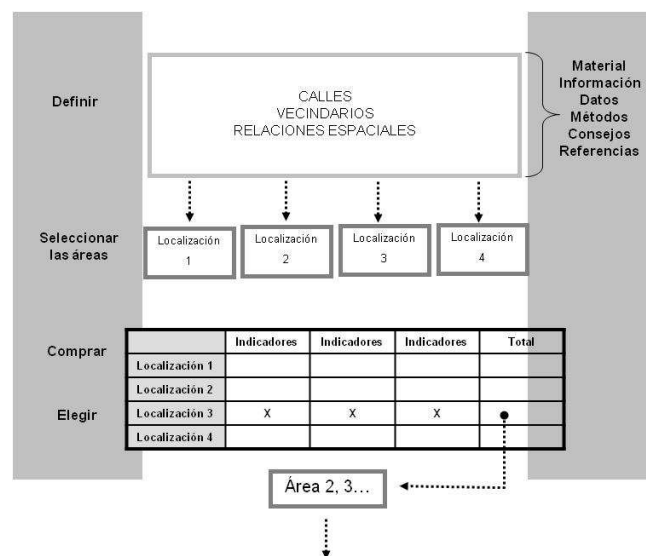 Definir
CALLES
VECINDARIOS
RELACIONES ESPACIALES
Material
Información
Datos
Métodos
Consejos
Referencias
Seleccionar
las áreas
Localización
1
Localización
2
Localización
3
Localización
4
Comprar
Elegir
Indicadores Indicadores Indicadores Total
Localización 1
Localización 2
Localización 3 X X X
Localización 4
Área 2, 3...